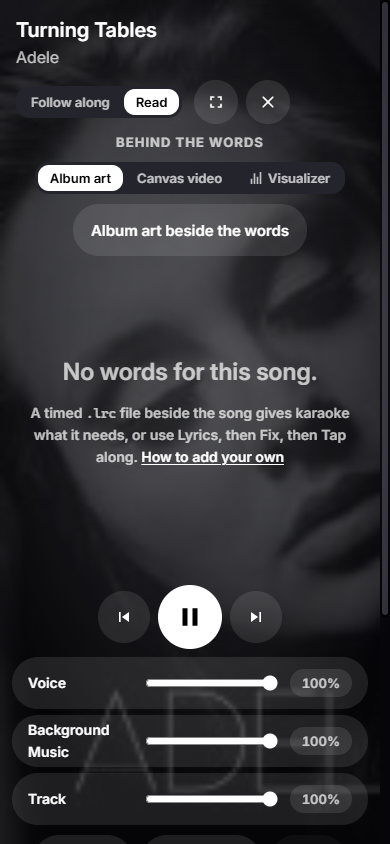 Turning Tables
Adele
Follow along
Read
BEHIND THE WORDS
Album art
Canvas video
Visualizer
Album art beside the words
No words for this song.
A timed .lrc file beside the song gives karaoke
what it needs, or use Lyrics, then Fix, then Tap
along. How to add your own
Voice
100%
Background
Music
100%
Track
100%